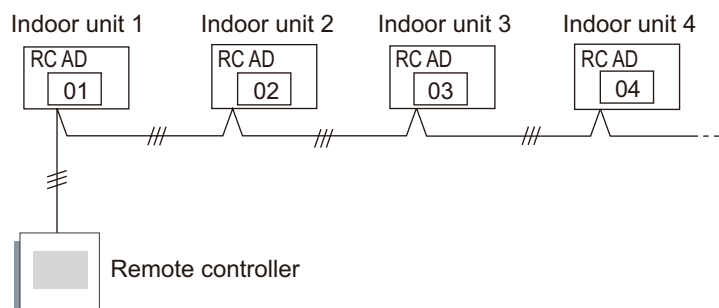 Indoor unit 1 Indoor unit 2 Indoor unit 3 Indoor unit 4
RC AD RC AD RC AD RC AD
01 02 03 04
Remote controller